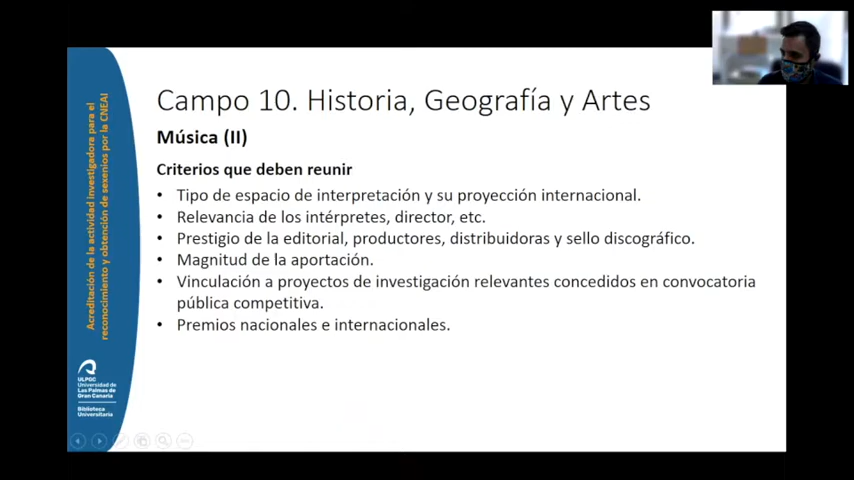 Acreditación de la actividad investigadora para el
reconocimiento y obtención de sexenios por la CNEAI
Campo 10. Historia, Geografía y Artes
Música (II)
Criterios que deben reunir
• Tipo de espacio de interpretación y su proyección internacional.
• Relevancia de los intérpretes, director, etc.
• Prestigio de la editorial, productores, distribuidoras y sello discográfico.
• Magnitud de la aportación.
• Vinculación a proyectos de investigación relevantes concedidos en convocatoria
pública competitiva.
• Premios nacionales e internacionales.
ULPGC
Universidad de
Las Palmas de
Gran Canaria
Biblioteca
Universitaria